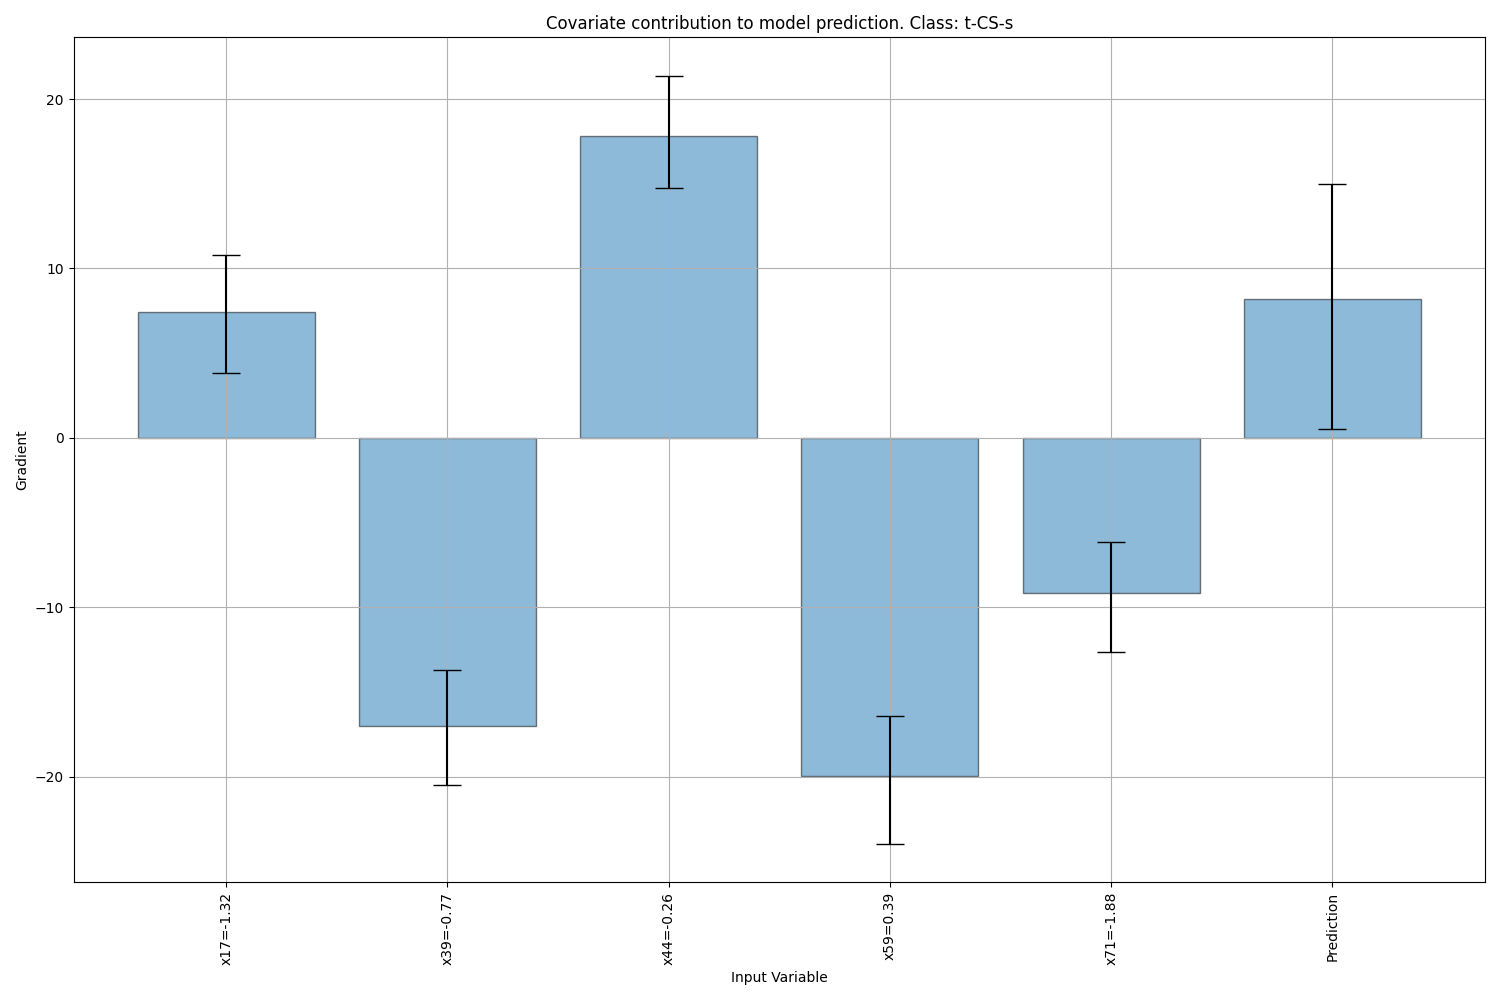 Covariate contribution to model prediction. Class: t-CS-s
20
10
0
−10
−20
Gradient
x17=-1.32
x39=-0.77
x44=-0.26
x59=0.39
x71=-1.88
Prediction
Input Variable